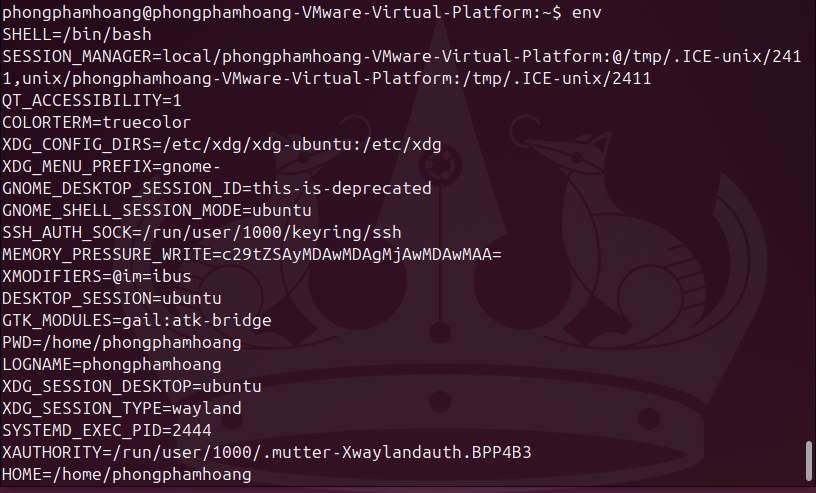 phongphamhoang@phongphamhoang-VMware-Virtual-Platform:~$ env
SHELL=/bin/bash
SESSION_MANAGER=local/phongphamhoang-VMware-Virtual-Platform:@/tmp/.ICE-unix/241
1,unix/phongphamhoang-VMware-Virtual-Platform:/tmp/.ICE-unix/2411
QT_ACCESSIBILITY=1
COLORTERM=truecolor
XDG_CONFIG_DIRS=/etc/xdg/xdg-ubuntu:/etc/xdg
XDG_MENU_PREFIX=gnome-
GNOME_DESKTOP_SESSION_ID=this-is-deprecated
GNOME_SHELL_SESSION_MODE=ubuntu
SSH_AUTH_SOCK=/run/user/1000/keyring/ssh
MEMORY_PRESSURE_WRITE=c29tZSAyMDAwMDAgMjAwMDAwMAA=
XMODIFIERS=@im=ibus
DESKTOP_SESSION=ubuntu
GTK_MODULES=gail:atk-bridge
PWD=/home/phongphamhoang
LOGNAME=phongphamhoang
XDG_SESSION_DESKTOP=ubuntu
XDG_SESSION_TYPE=wayland
SYSTEMD_EXEC_PID=2444
XAUTHORITY=/run/user/1000/.mutter-Xwaylandauth.BPP4B3
HOME=/home/phongphamhoang